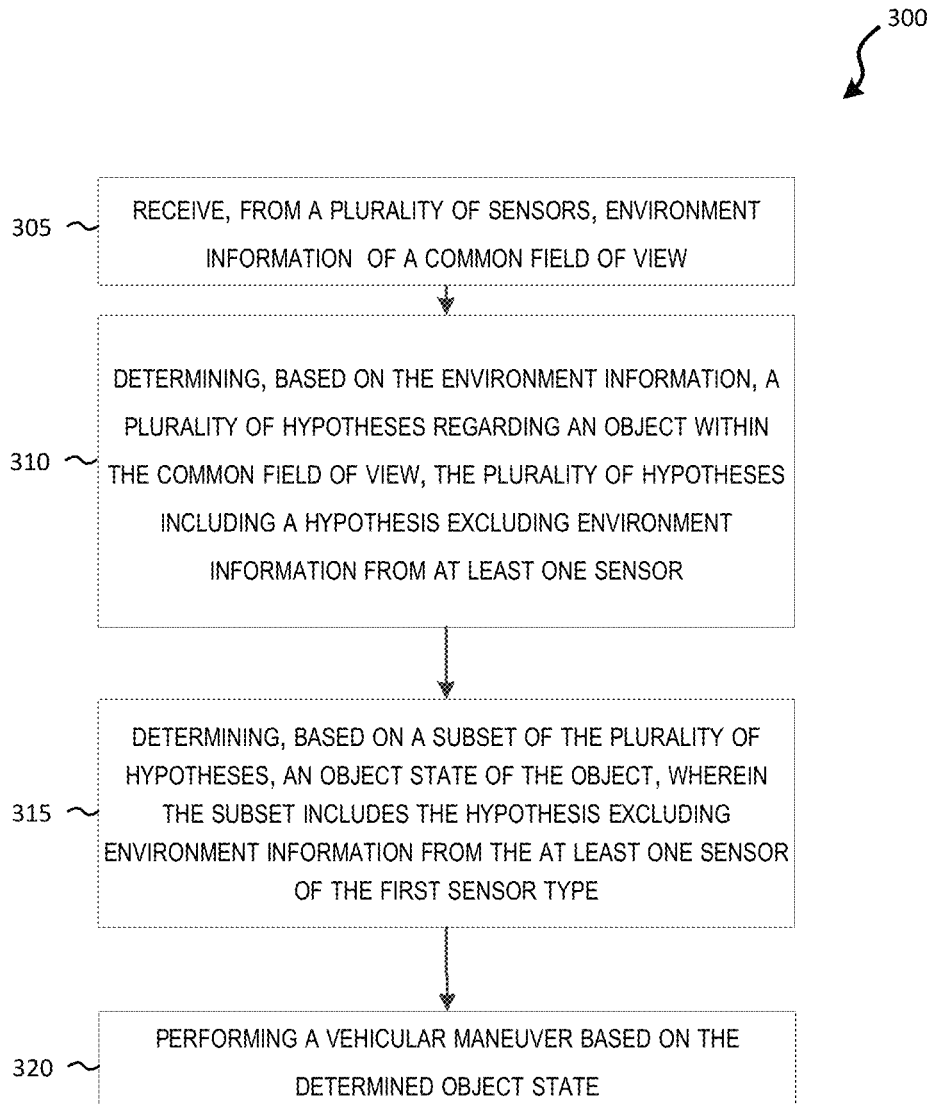 300
305
RECEIVE, FROM A PLURALITY OF SENSORS, ENVIRONMENT
INFORMATION OF A COMMON FIELD OF VIEW
310
DETERMINING, BASED ON THE ENVIRONMENT INFORMATION, A
PLURALITY OF HYPOTHESES REGARDING AN OBJECT WITHIN
THE COMMON FIELD OF VIEW, THE PLURALITY OF HYPOTHESES
INCLUDING A HYPOTHESIS EXCLUDING ENVIRONMENT
INFORMATION FROM AT LEAST ONE SENSOR
315
DETERMINING, BASED ON A SUBSET OF THE PLURALITY OF
HYPOTHESES, AN OBJECT STATE OF THE OBJECT, WHEREIN
THE SUBSET INCLUDES THE HYPOTHESIS EXCLUDING
ENVIRONMENT INFORMATION FROM THE AT LEAST ONE SENSOR
OF THE FIRST SENSOR TYPE
320
PERFORMING A VEHICULAR MANEUVER BASED ON THE
DETERMINED OBJECT STATE